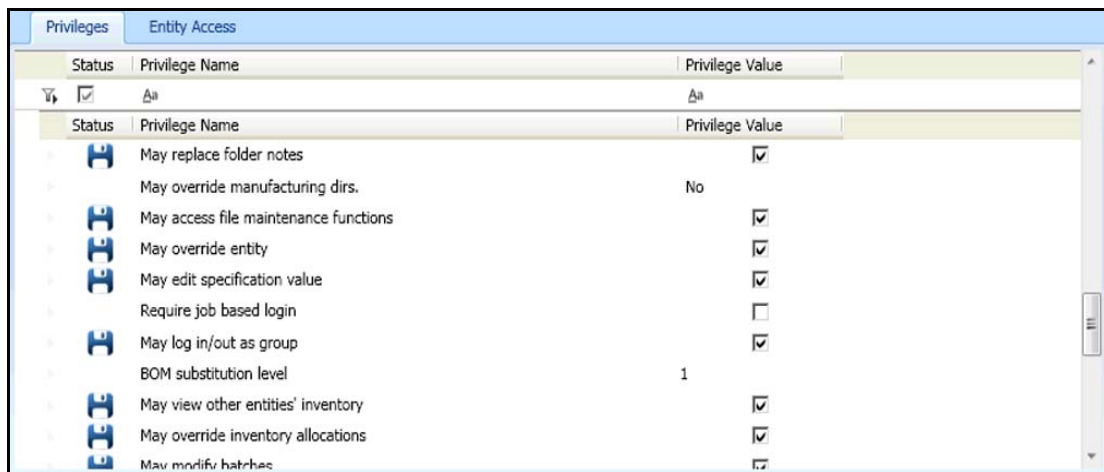 Privileges Entity Access
Status Privilege Name Privilege Value
Aa Aa
Status Privilege Name Privilege Value
May replace folder notes
May override manufacturing dirs. No
May access file maintenance functions
May override entity
May edit specification value
Require job based login
May log in/out as group
BOM substitution level 1
May view other entities' inventory
May override inventory allocations
May modify batches